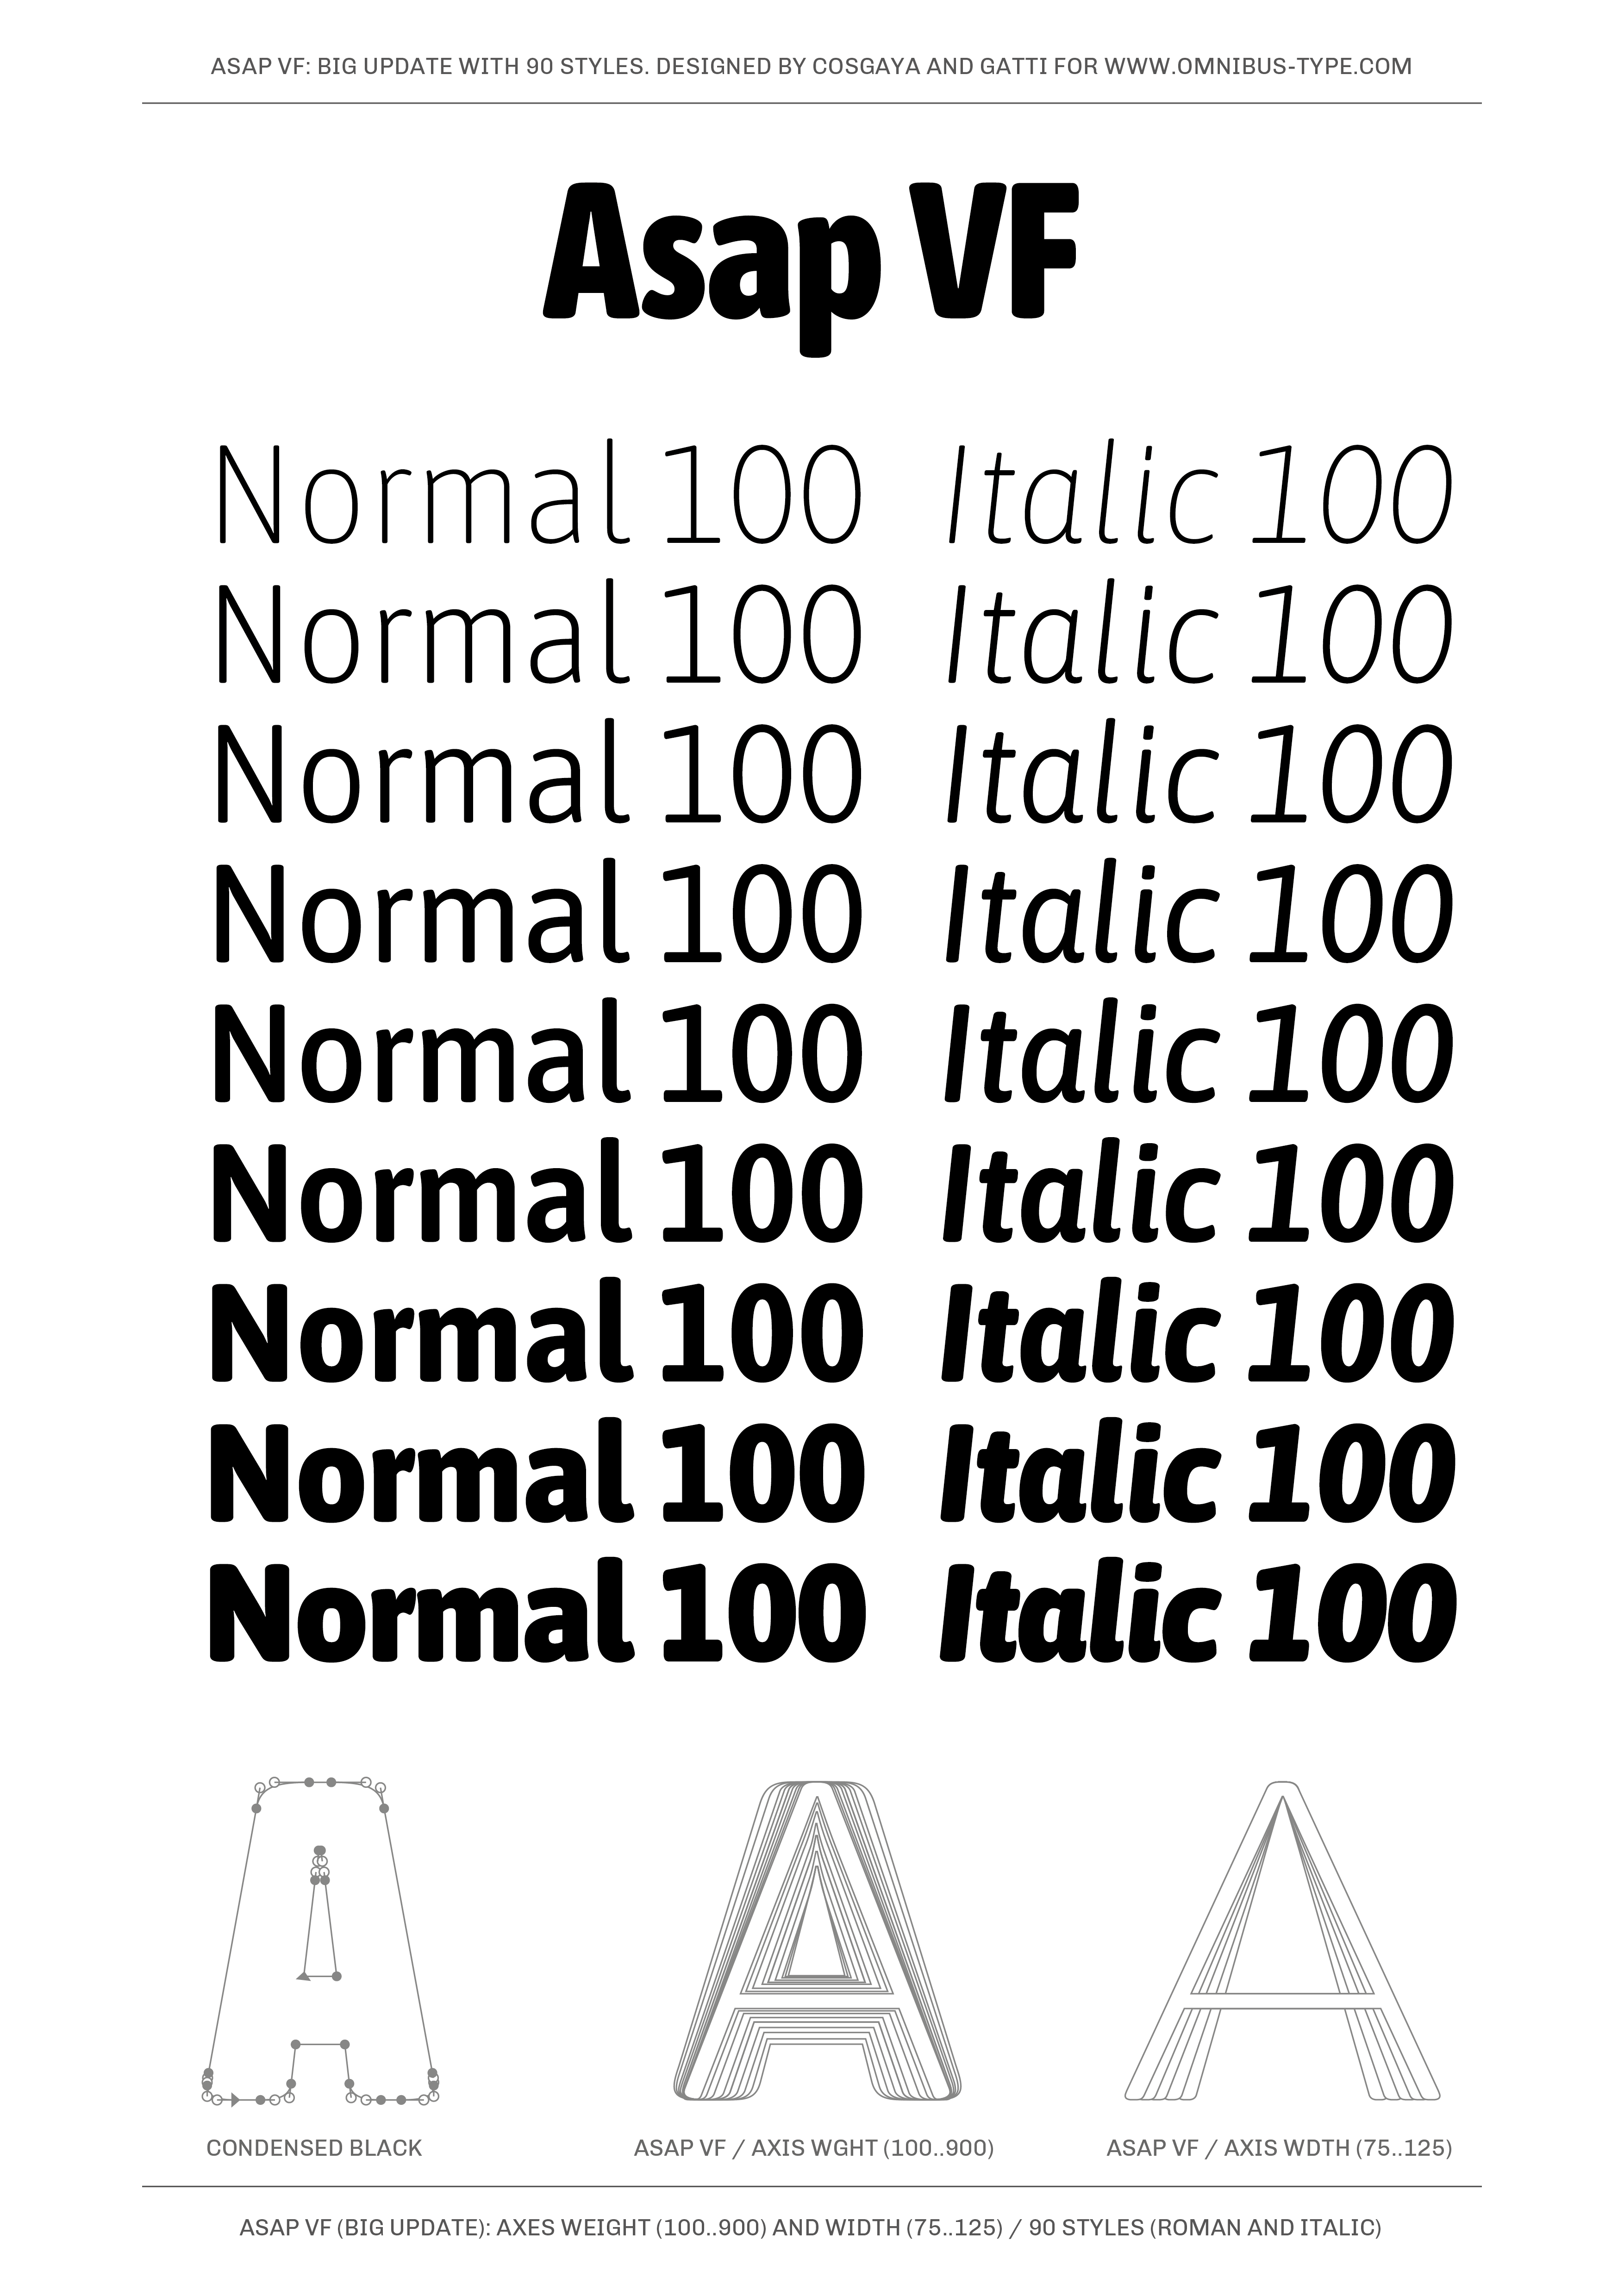 ASAP VF: BIG UPDATE WITH 90 STYLES. DESIGNED BY COSGAYA AND GATTI FOR WWW.OMNIBUS-TYPE.COM
Asap VF
Normal 100 Italic 100
Normal 100 Italic 100
Normal 100 Italic 100
Normal 100 Italic 100
Normal 100 Italic 100
Normal 100 Italic 100
Normal 100 Italic 100
Normal 100 Italic 100
Normal 100 Italic 100
A A A
CONDENSED BLACK ASAP VF / AXIS WGHT (100..900) ASAP VF / AXIS WDTH (75..125)
ASAP VF (BIG UPDATE): AXES WEIGHT (100..900) AND WIDTH (75..125) / 90 STYLES (ROMAN AND ITALIC)